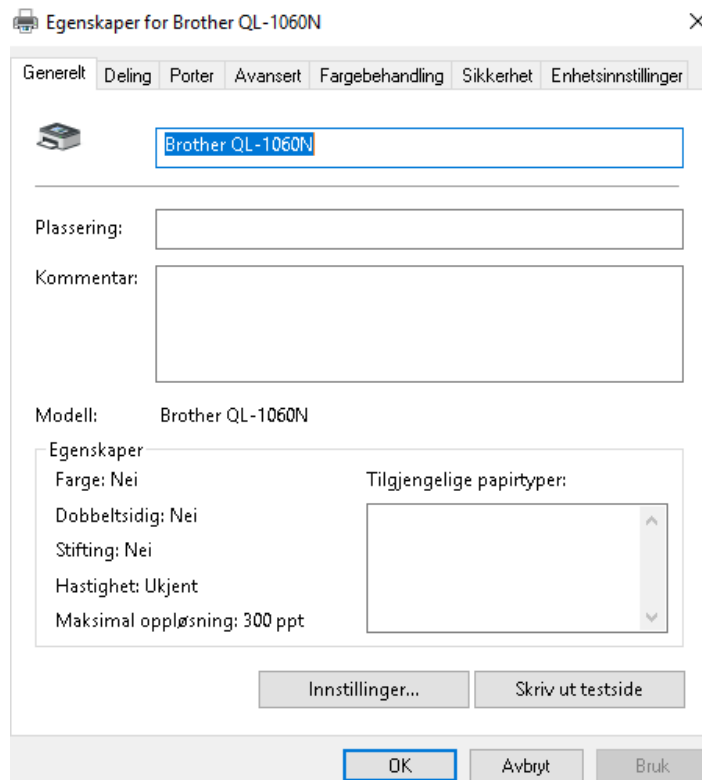 Egenskaper for Brother QL-1060N
Generelt Deling Porter Avansert Fargebehandling Sikkerhet Enhetsinnstillinger
Brother QL-1060N
Plassering:
Kommentar:
Modell: Brother QL-1060N
Egenskaper
Farge: Nei Tilgjengelige papirtyper:
Dobbeltsidig: Nei
Stifting: Nei
Hastighet: Ukjent
Maksimal oppløsning: 300 ppt
Innstillinger... Skriv ut testside
OK Avbryt Bruk